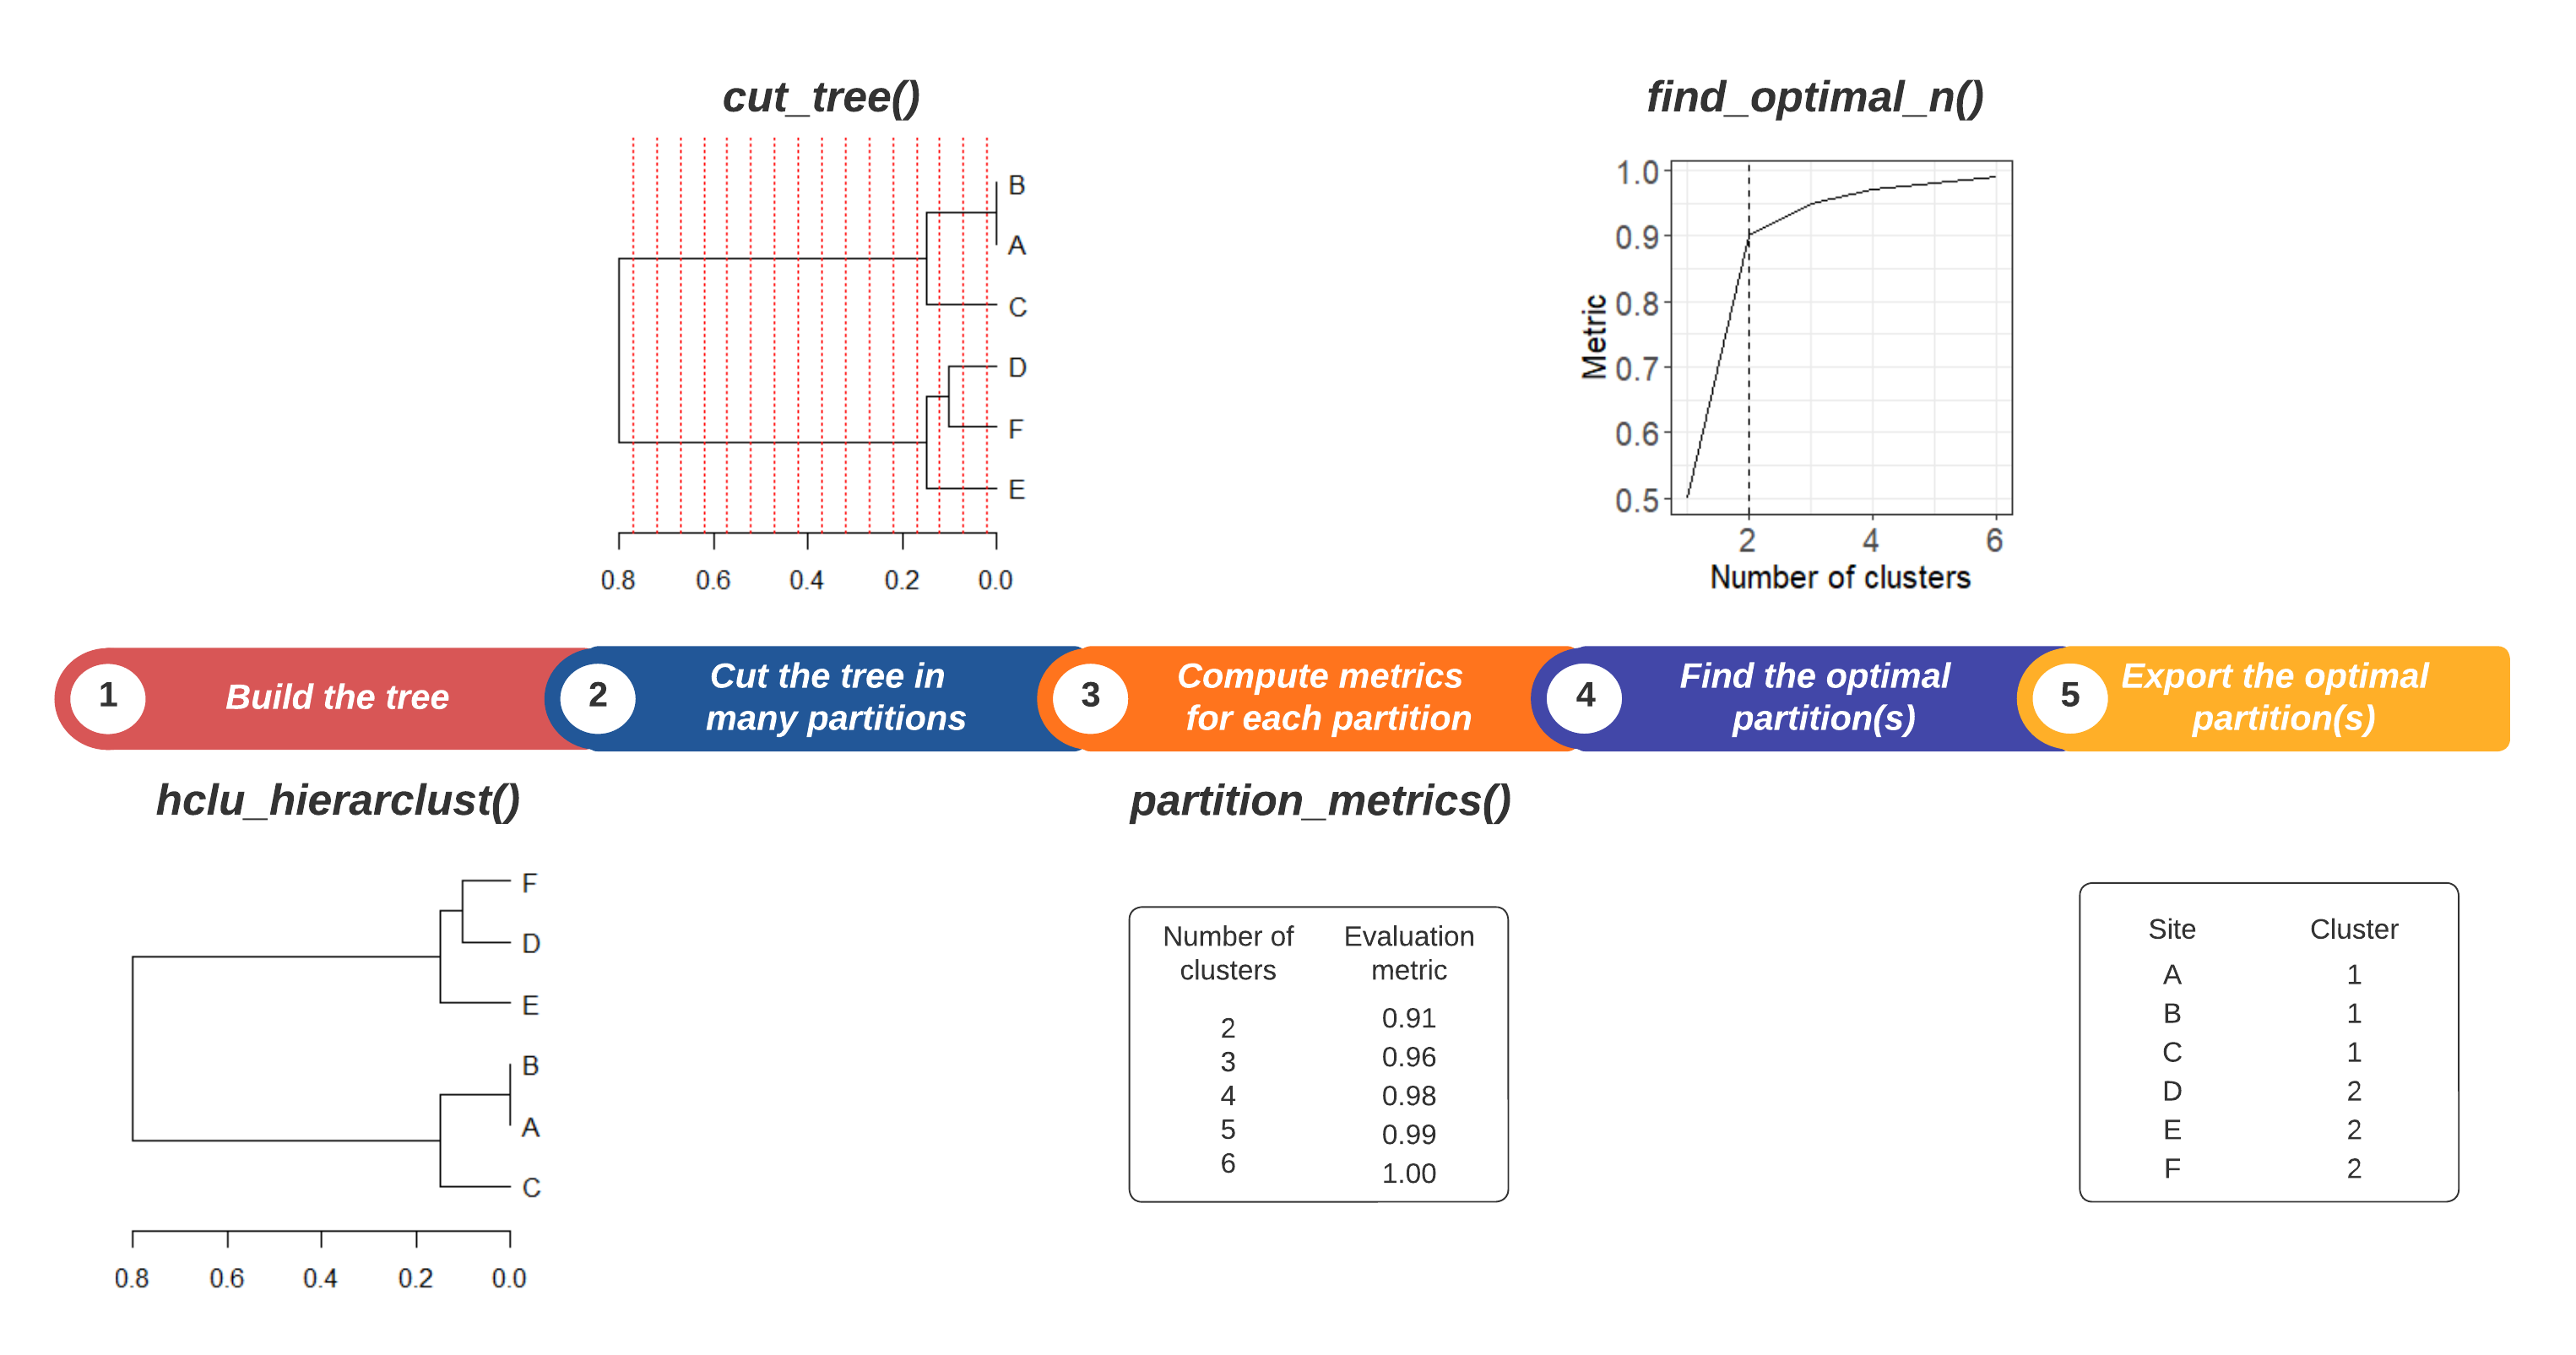 cut_tree()
B
A
C
D
F
E
0.8 0.6 0.4 0.2 0.0
find_optimal_n()
1.0
0.9
0.8
0.7
0.6
0.5
Metric
2 4 6
Number of clusters
1 Build the tree
2 Cut the tree in
many partitions
3 Compute metrics
for each partition
4 Find the optimal
partition(s)
5 Export the optimal
partition(s)
hclu_hierarclust()
F
D
E
B
A
C
0.8 0.6 0.4 0.2 0.0
partition_metrics()
Number of Evaluation
clusters metric
2 0.91
3 0.96
4 0.98
5 0.99
6 1.00
Site Cluster
A 1
B 1
C 1
D 2
E 2
F 2